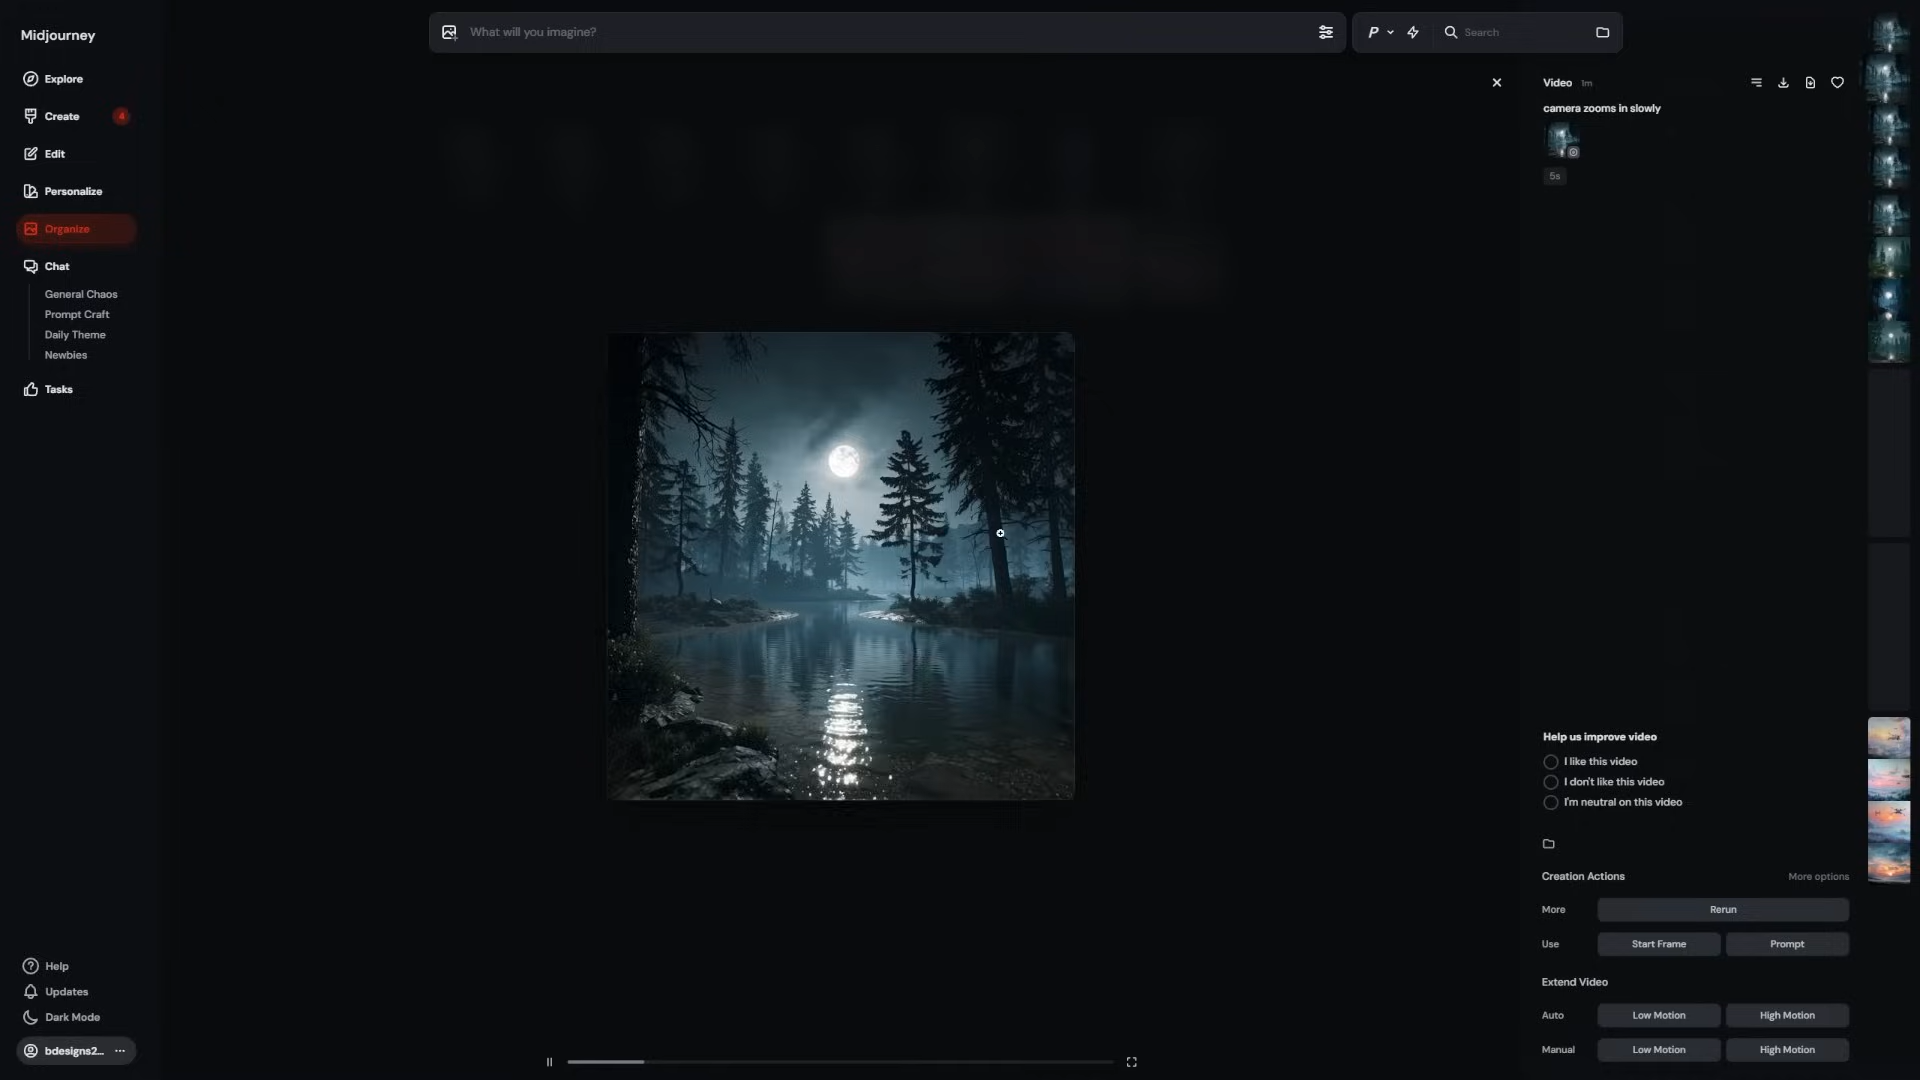 Midjourney
What will you imagine?
P
Search
Explore
Create
4
Edit
Personalize
Organize
Chat
General Chaos
Prompt Craft
Daily Theme
Newbies
Tasks
Help
Updates
Dark Mode
bdesigns2... ...
Video 1m
camera zooms in slowly
5s
Help us improve video
I like this video
I don't like this video
I'm neutral on this video
Creation Actions More options
More Rerun
Use Start Frame Prompt
Extend Video
Auto Low Motion High Motion
Manual Low Motion High Motion